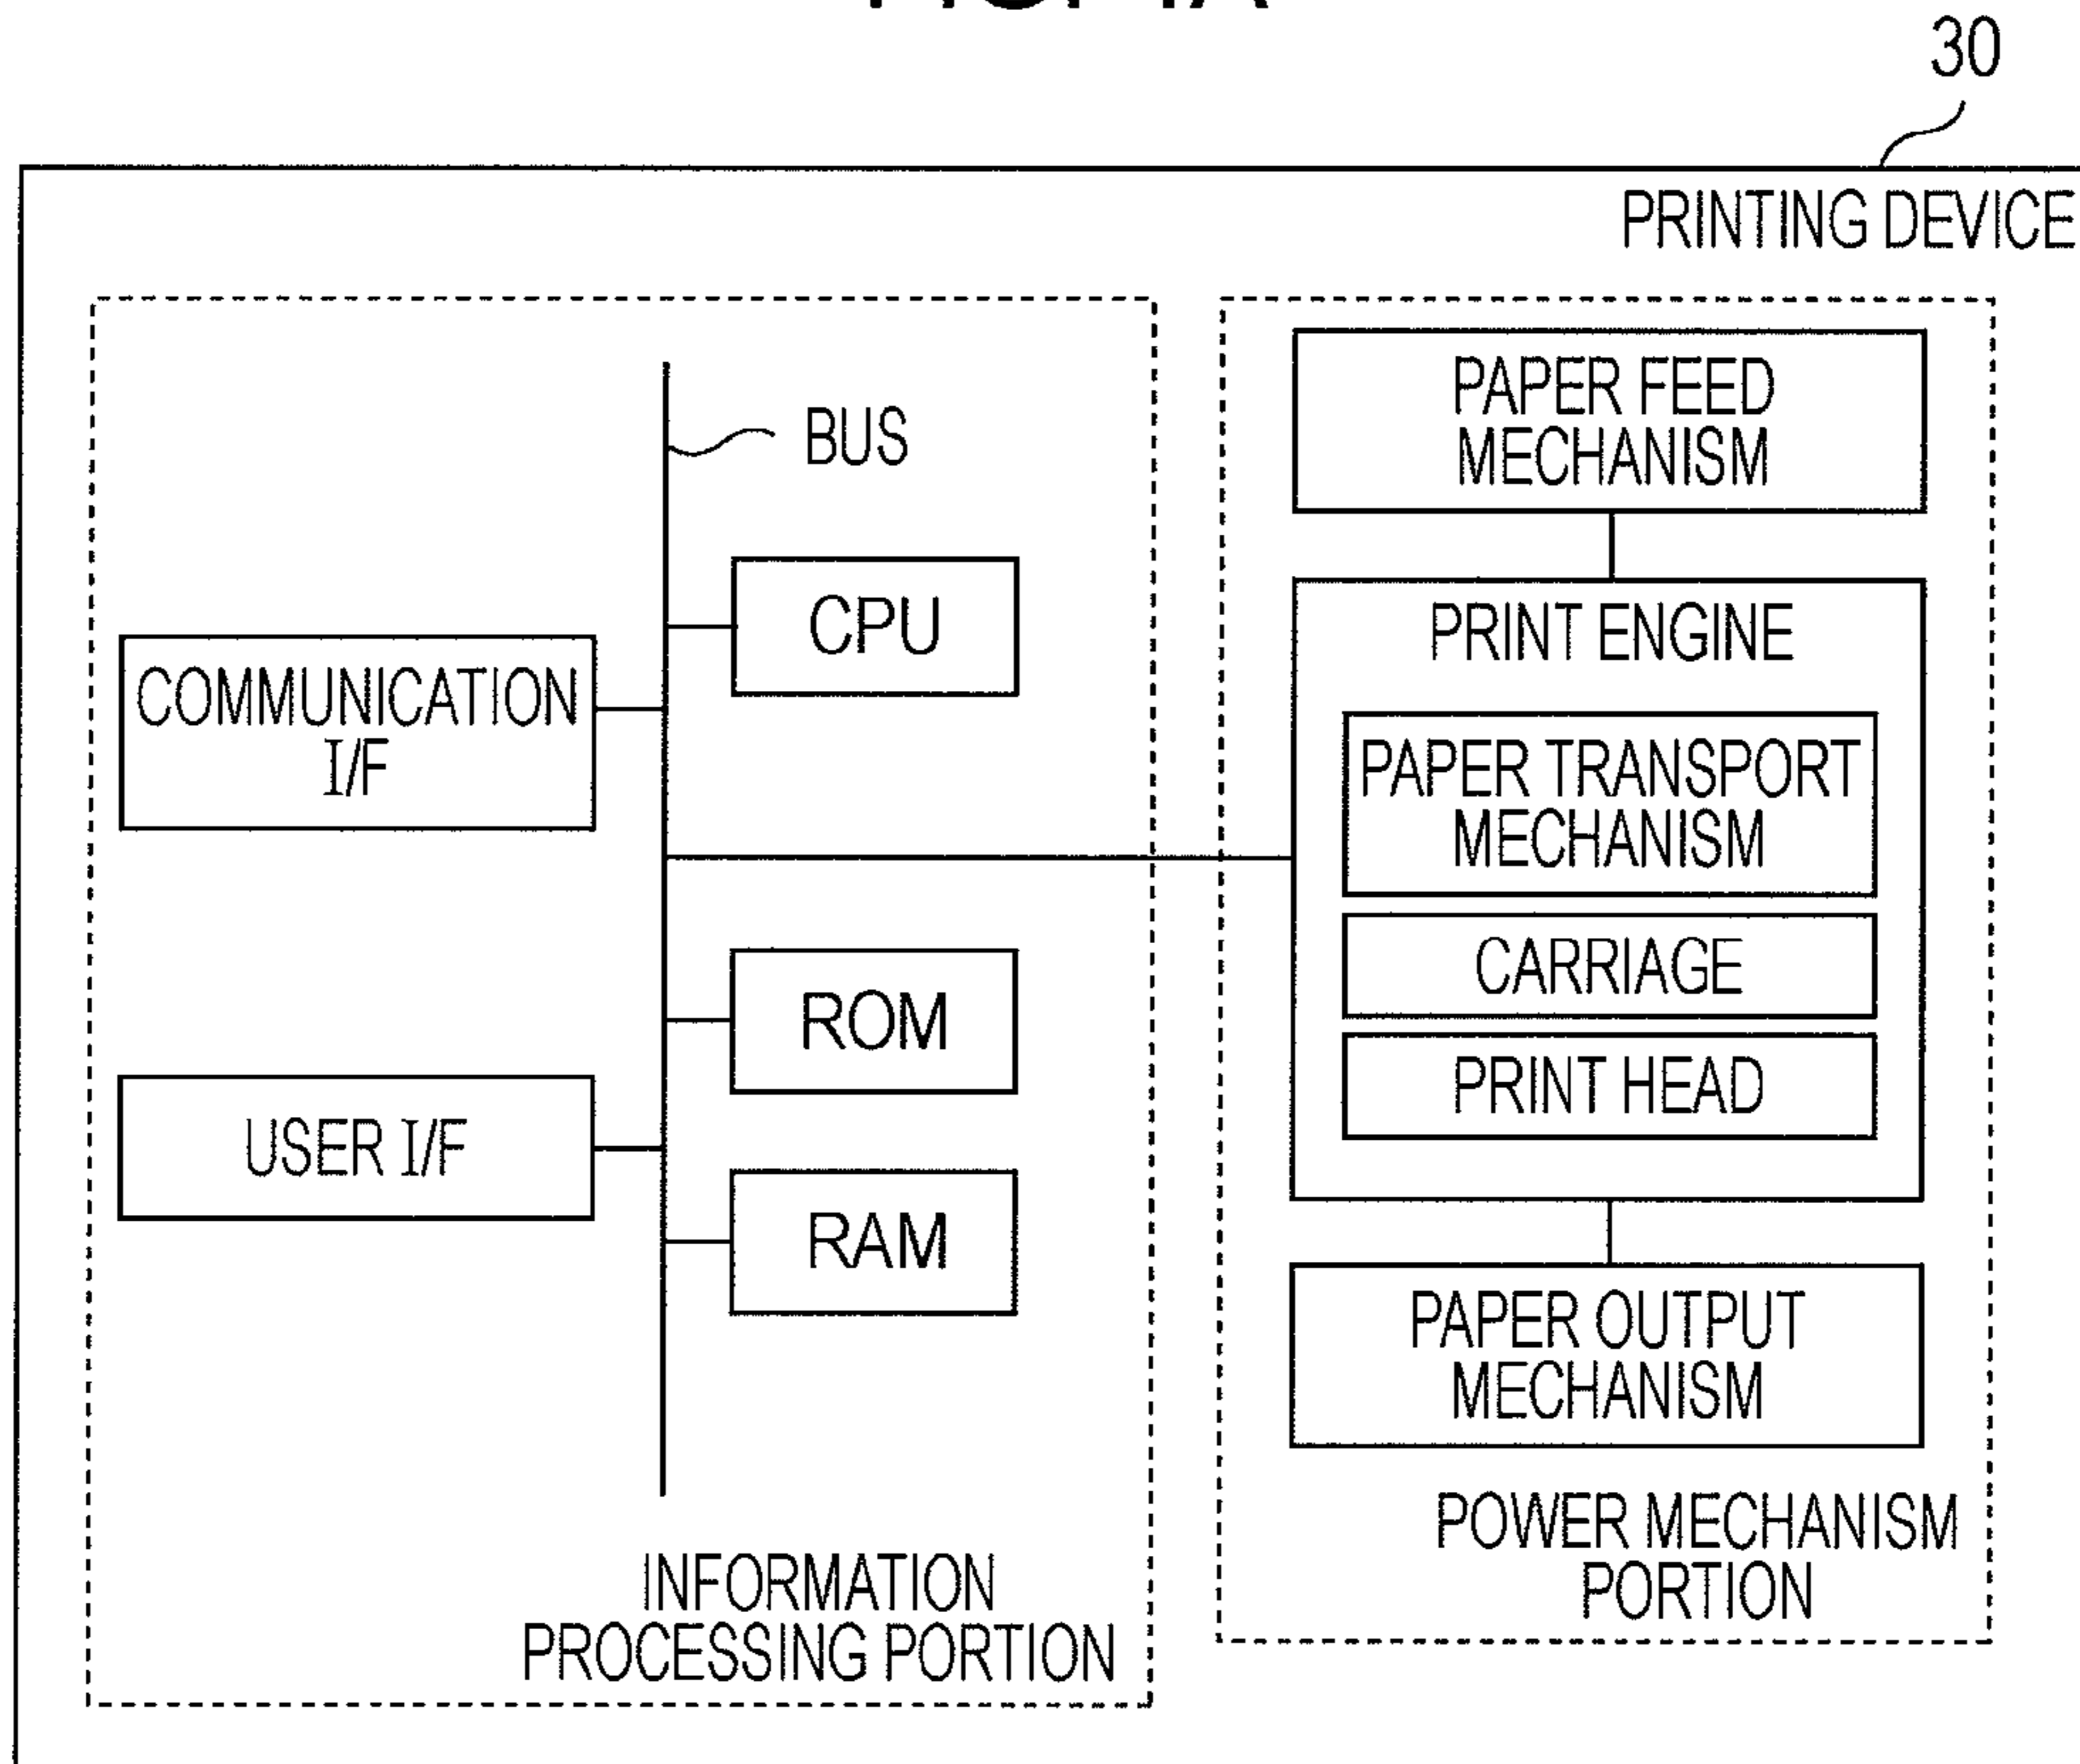 30
PRINTING DEVICE
BUS
CPU
COMMUNICATION
I/F
ROM
USER I/F
RAM
INFORMATION
PROCESSING PORTION
PAPER FEED
MECHANISM
PRINT ENGINE
PAPER TRANSPORT
MECHANISM
CARRIAGE
PRINT HEAD
PAPER OUTPUT
MECHANISM
POWER MECHANISM
PORTION